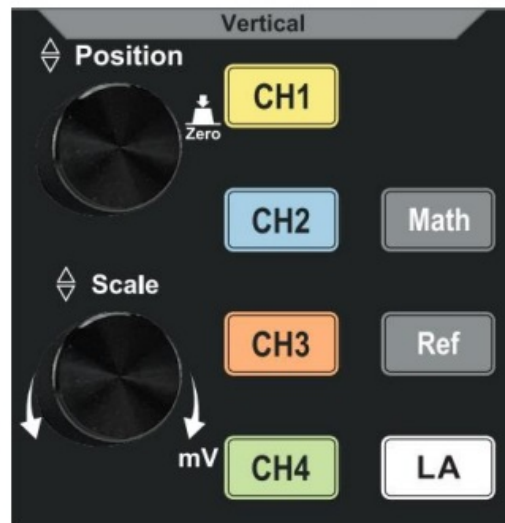 Vertical
Position
CH1
Zero
CH2 Math
Scale
CH3 Ref
mV
CH4 LA